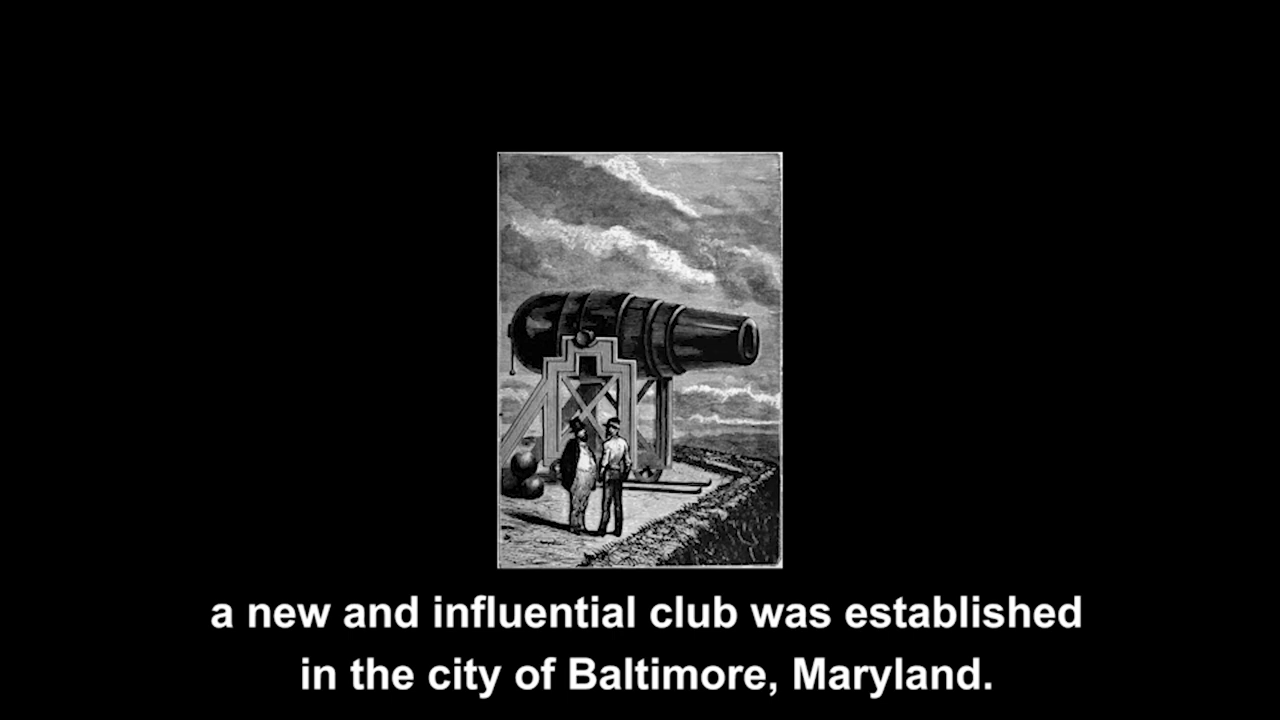 a new and influential club was established
in the city of Baltimore, Maryland.